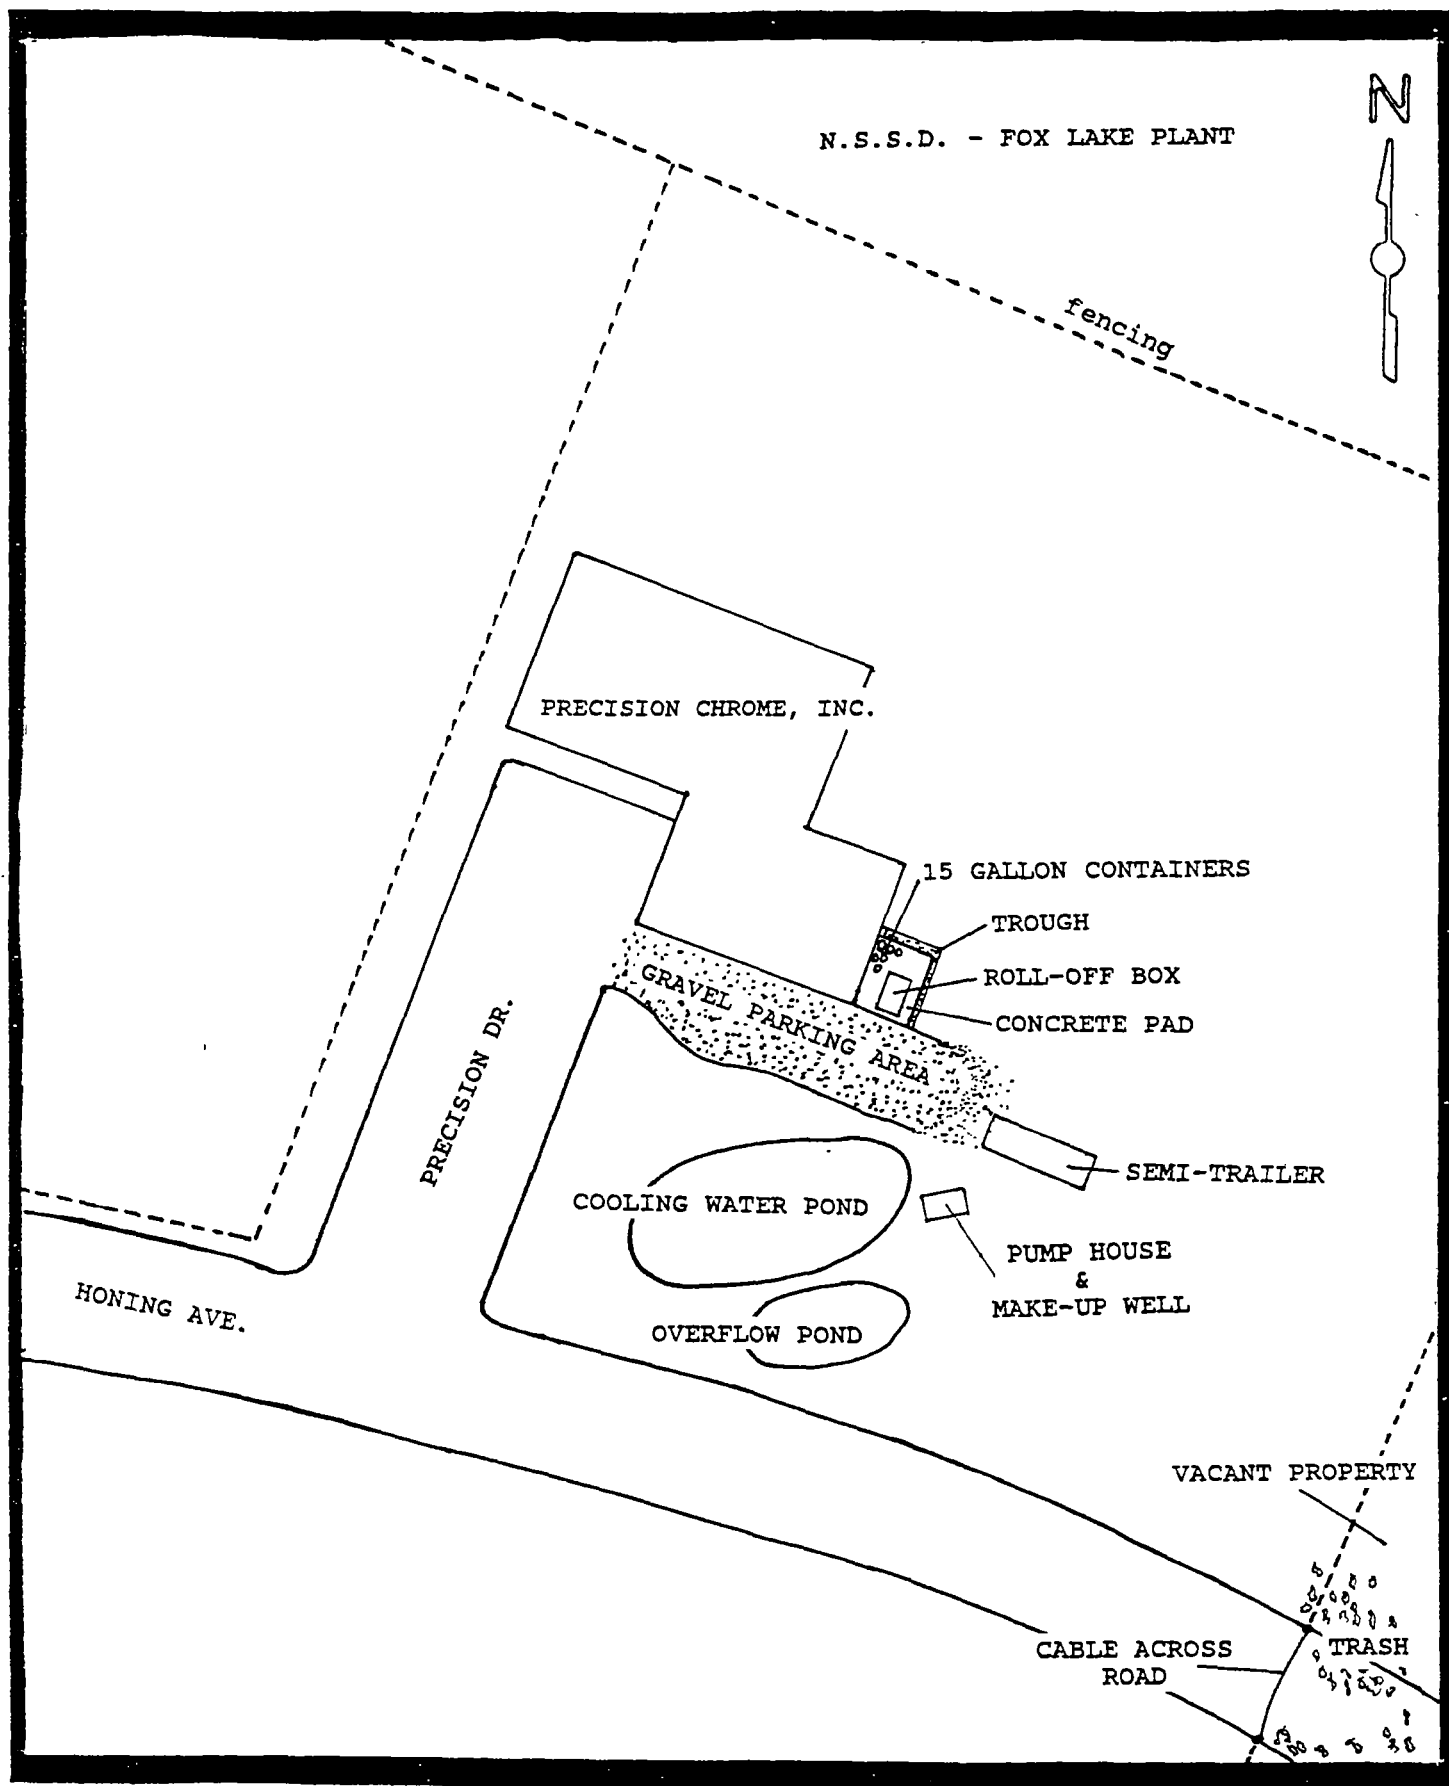 N
N.S.S.D. - FOX LAKE PLANT
fencing
PRECISION CHROME, INC.
15 GALLON CONTAINERS
TROUGH
ROLL-OFF BOX
CONCRETE PAD
GRAVEL PARKING AREA
PRECISION DR.
SEMI-TRAILER
COOLING WATER POND
PUMP HOUSE
&
MAKE-UP WELL
HONING AVE.
OVERFLOW POND
VACANT PROPERTY
CABLE ACROSS
ROAD
TRASH